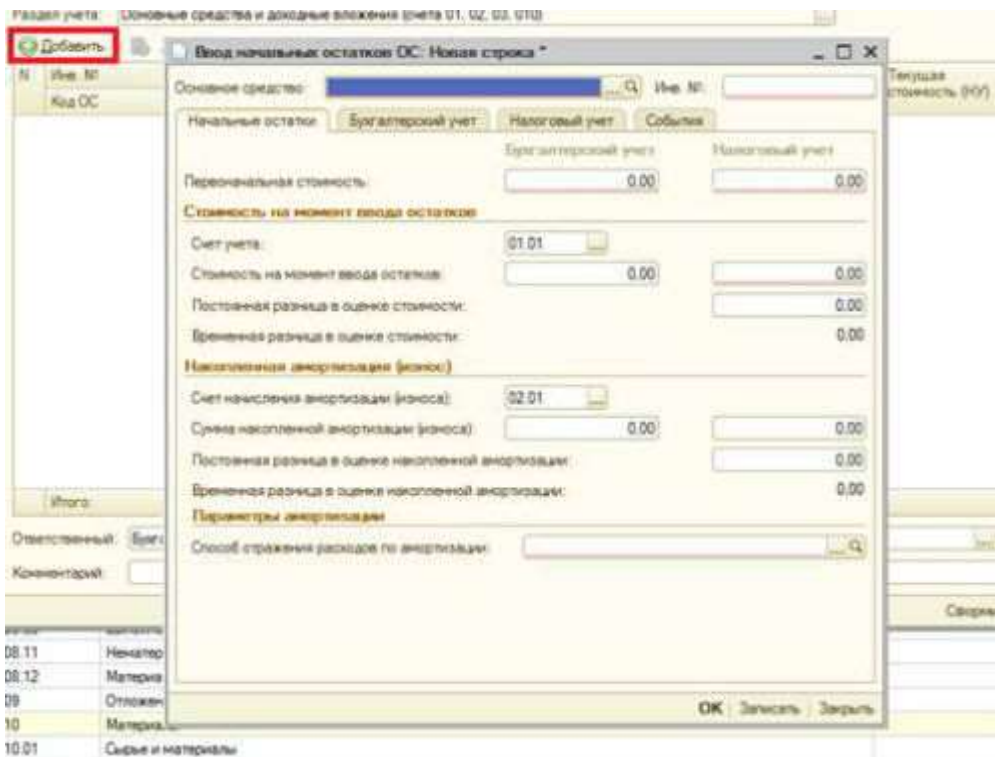 Раздел учета: Основные средства и доходные вложения (счета 01, 02, 03, 010)
Добавить
Ввод начальных остатков ОС: Новая строка *
N Инв. № Текущая стоимость (НУ)
Код ОС
Основное средство: Инв. №:
Начальные остатки Бухгалтерский учет Налоговый учет События
Бухгалтерский учет Налоговый учет
Первоначальная стоимость: 0.00 0.00
Стоимость на момент ввода остатков
Счет учета: 01.01
Стоимость на момент ввода остатков: 0.00 0.00
Постоянная разница в оценке стоимости: 0.00
Временная разница в оценке стоимости: 0.00
Накопленная амортизация (износ)
Счет начисления амортизации (износа): 02.01
Сумма накопленной амортизации (износа): 0.00 0.00
Постоянная разница в оценке накопленной амортизации: 0.00
Временная разница в оценке накопленной амортизации: 0.00
Параметры амортизации
Способ отражения расходов по амортизации:
Итого
Ответственный: Бухг
Комментарий:
08.11 Нематер
08.12 Материа
09 Отложен
10 Материалы
10.01 Сырье и материалы
OK Записать Закрыть